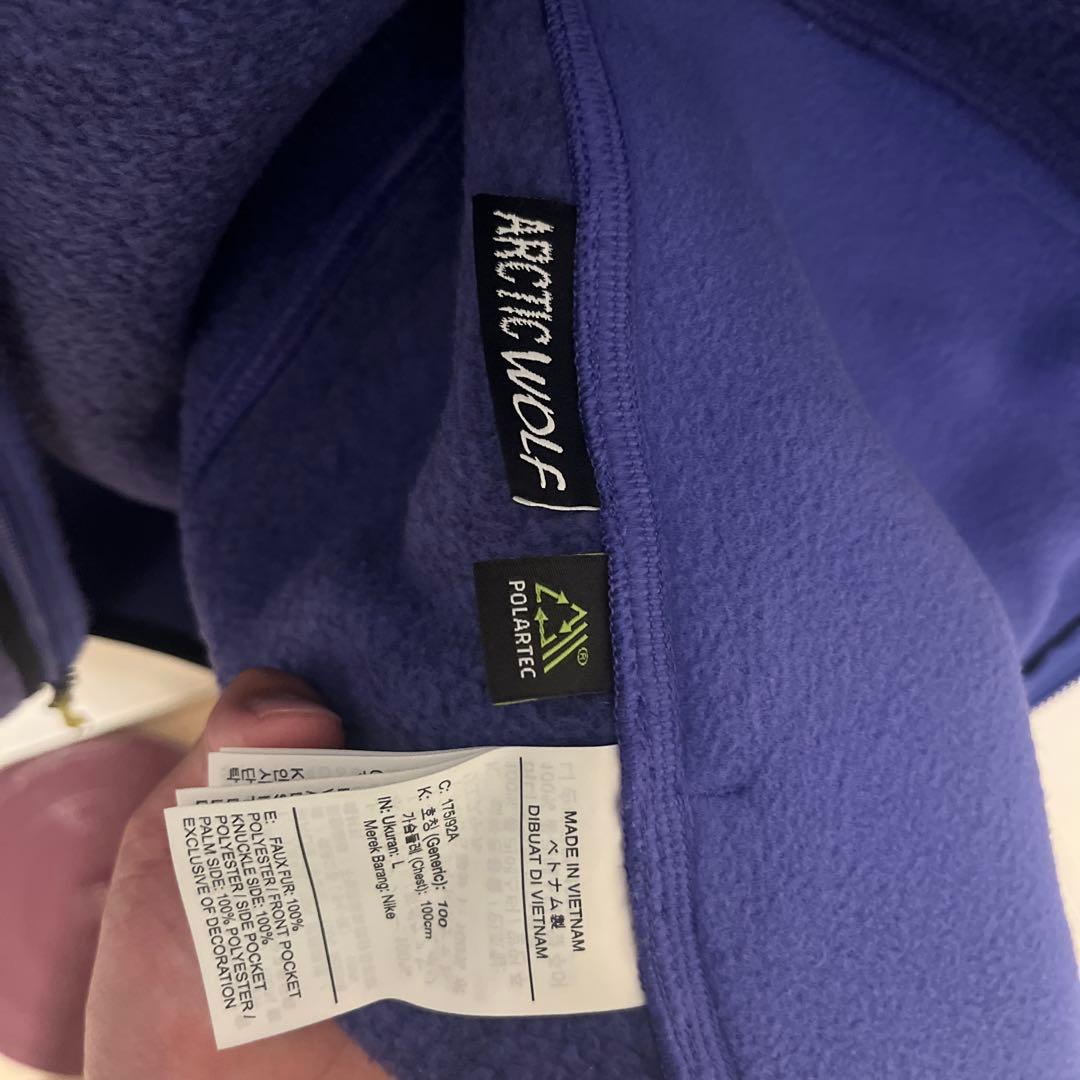 ARCTIC WOLF
POLARTEC
®
MADE IN VIETNAM
ベトナム製
DIBUAT DI VIETNAM
C: 175/92A
K: 호칭 (Generic): 100
가슴둘레 (Chest): 100cm
IN: Ukuran: L
Merek Barang: Nike
E: FAUX FUR: 100%
POLYESTER / FRONT POCKET
KNUCKLE SIDE: 100%
POLYESTER / SIDE POCKET
PALM SIDE: 100% POLYESTER /
EXCLUSIVE OF DECORATION